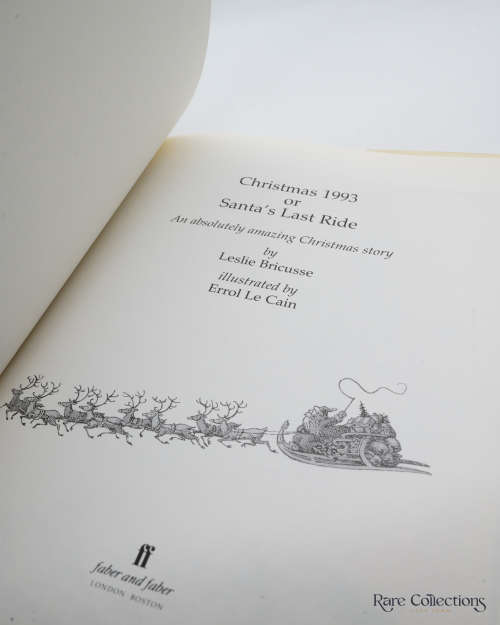 Christmas 1993
or
Santa's Last Ride
An absolutely amazing Christmas story
by
Leslie Bricusse
illustrated by
Errol Le Cain
ff
faber and faber
LONDON BOSTON
Rare Collections